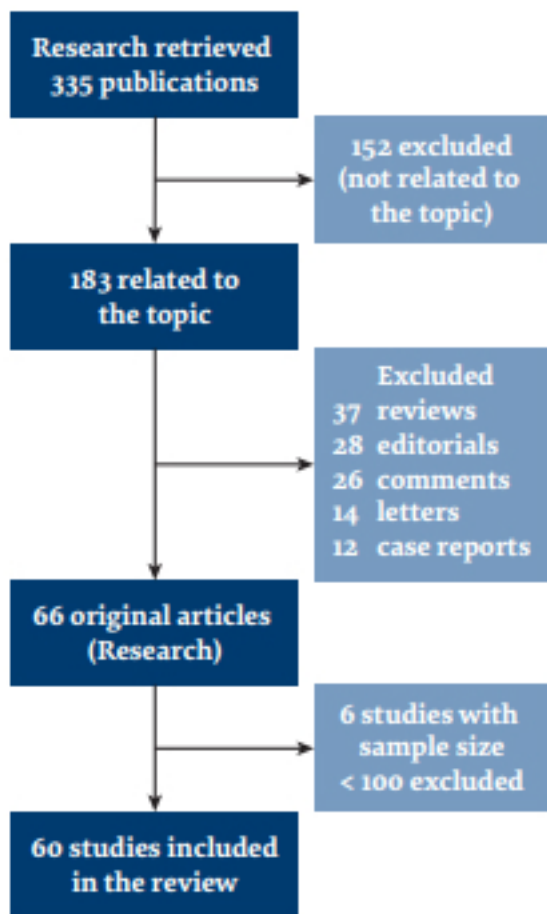 Research retrieved
335 publications
152 excluded
(not related to
the topic)
183 related to
the topic
Excluded
37 reviews
28 editorials
26 comments
14 letters
12 case reports
66 original articles
(Research)
6 studies with
sample size
< 100 excluded
60 studies included
in the review